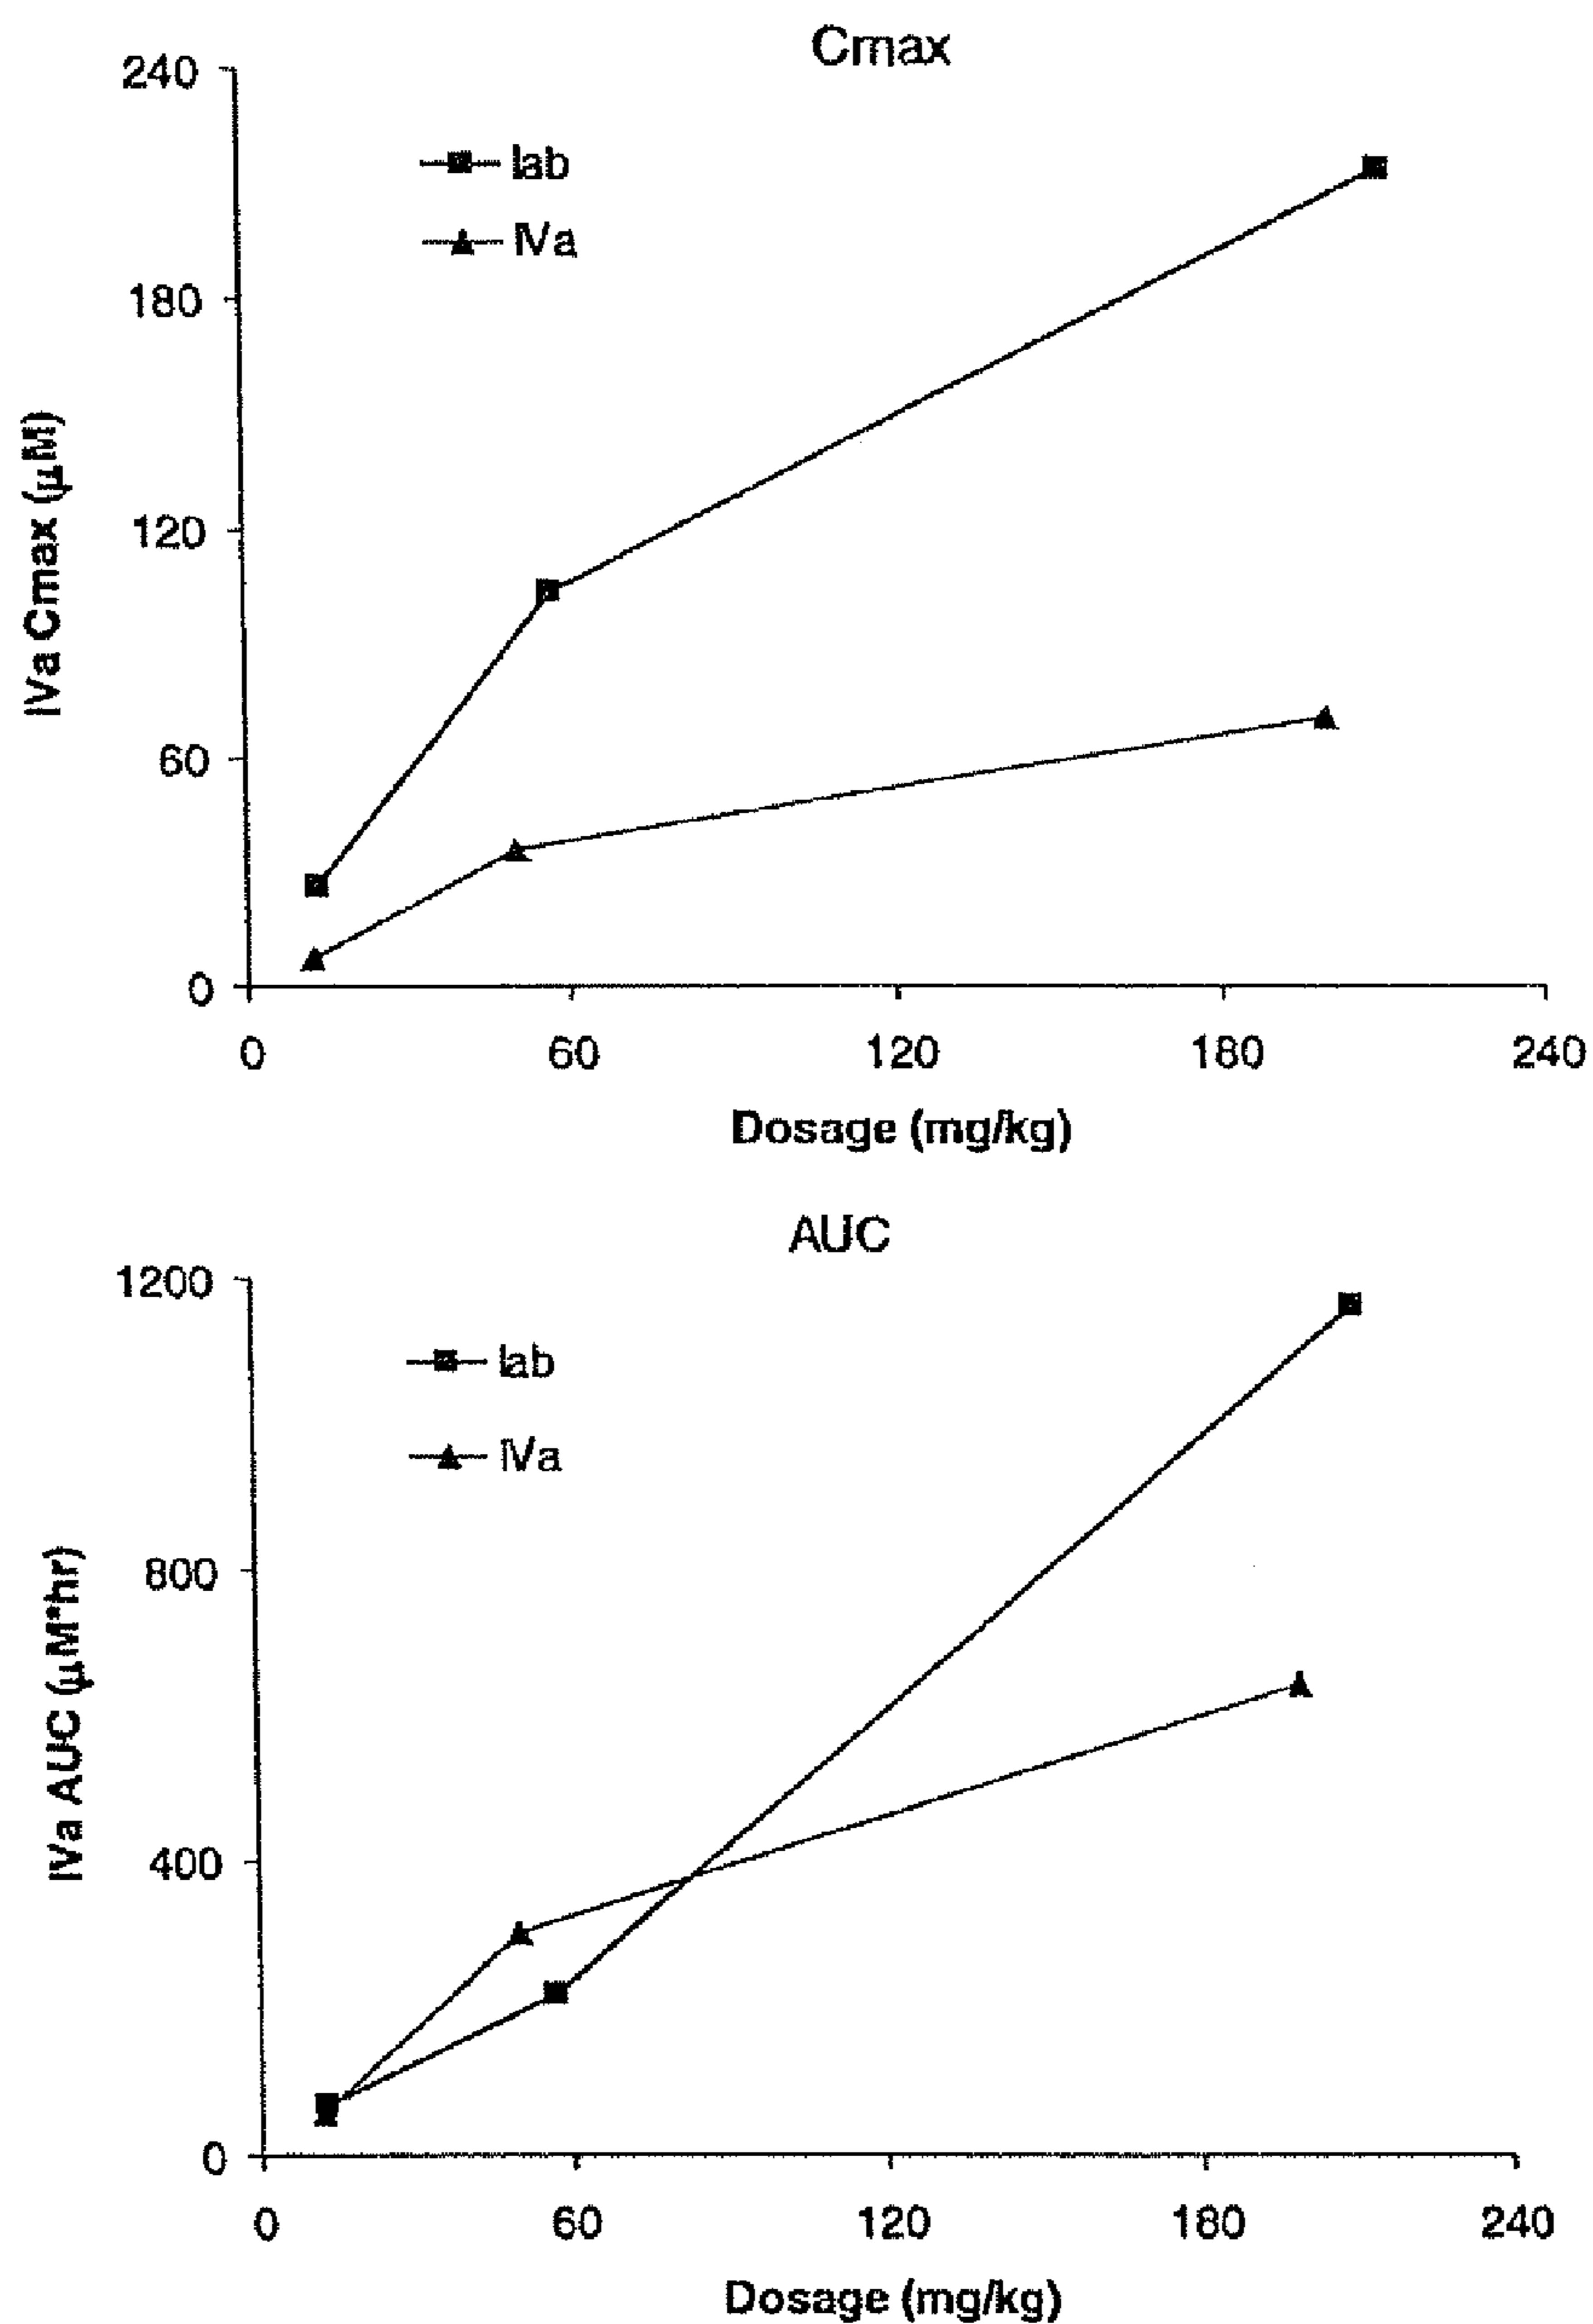 Cmax
240
Iab
IVa
180
120
60
0
IVa Cmax (μM)
0 60 120 180 240
Dosage (mg/kg)
AUC
1200
Iab
IVa
800
400
0
IVa AUC (μM*hr)
0 60 120 180 240
Dosage (mg/kg)